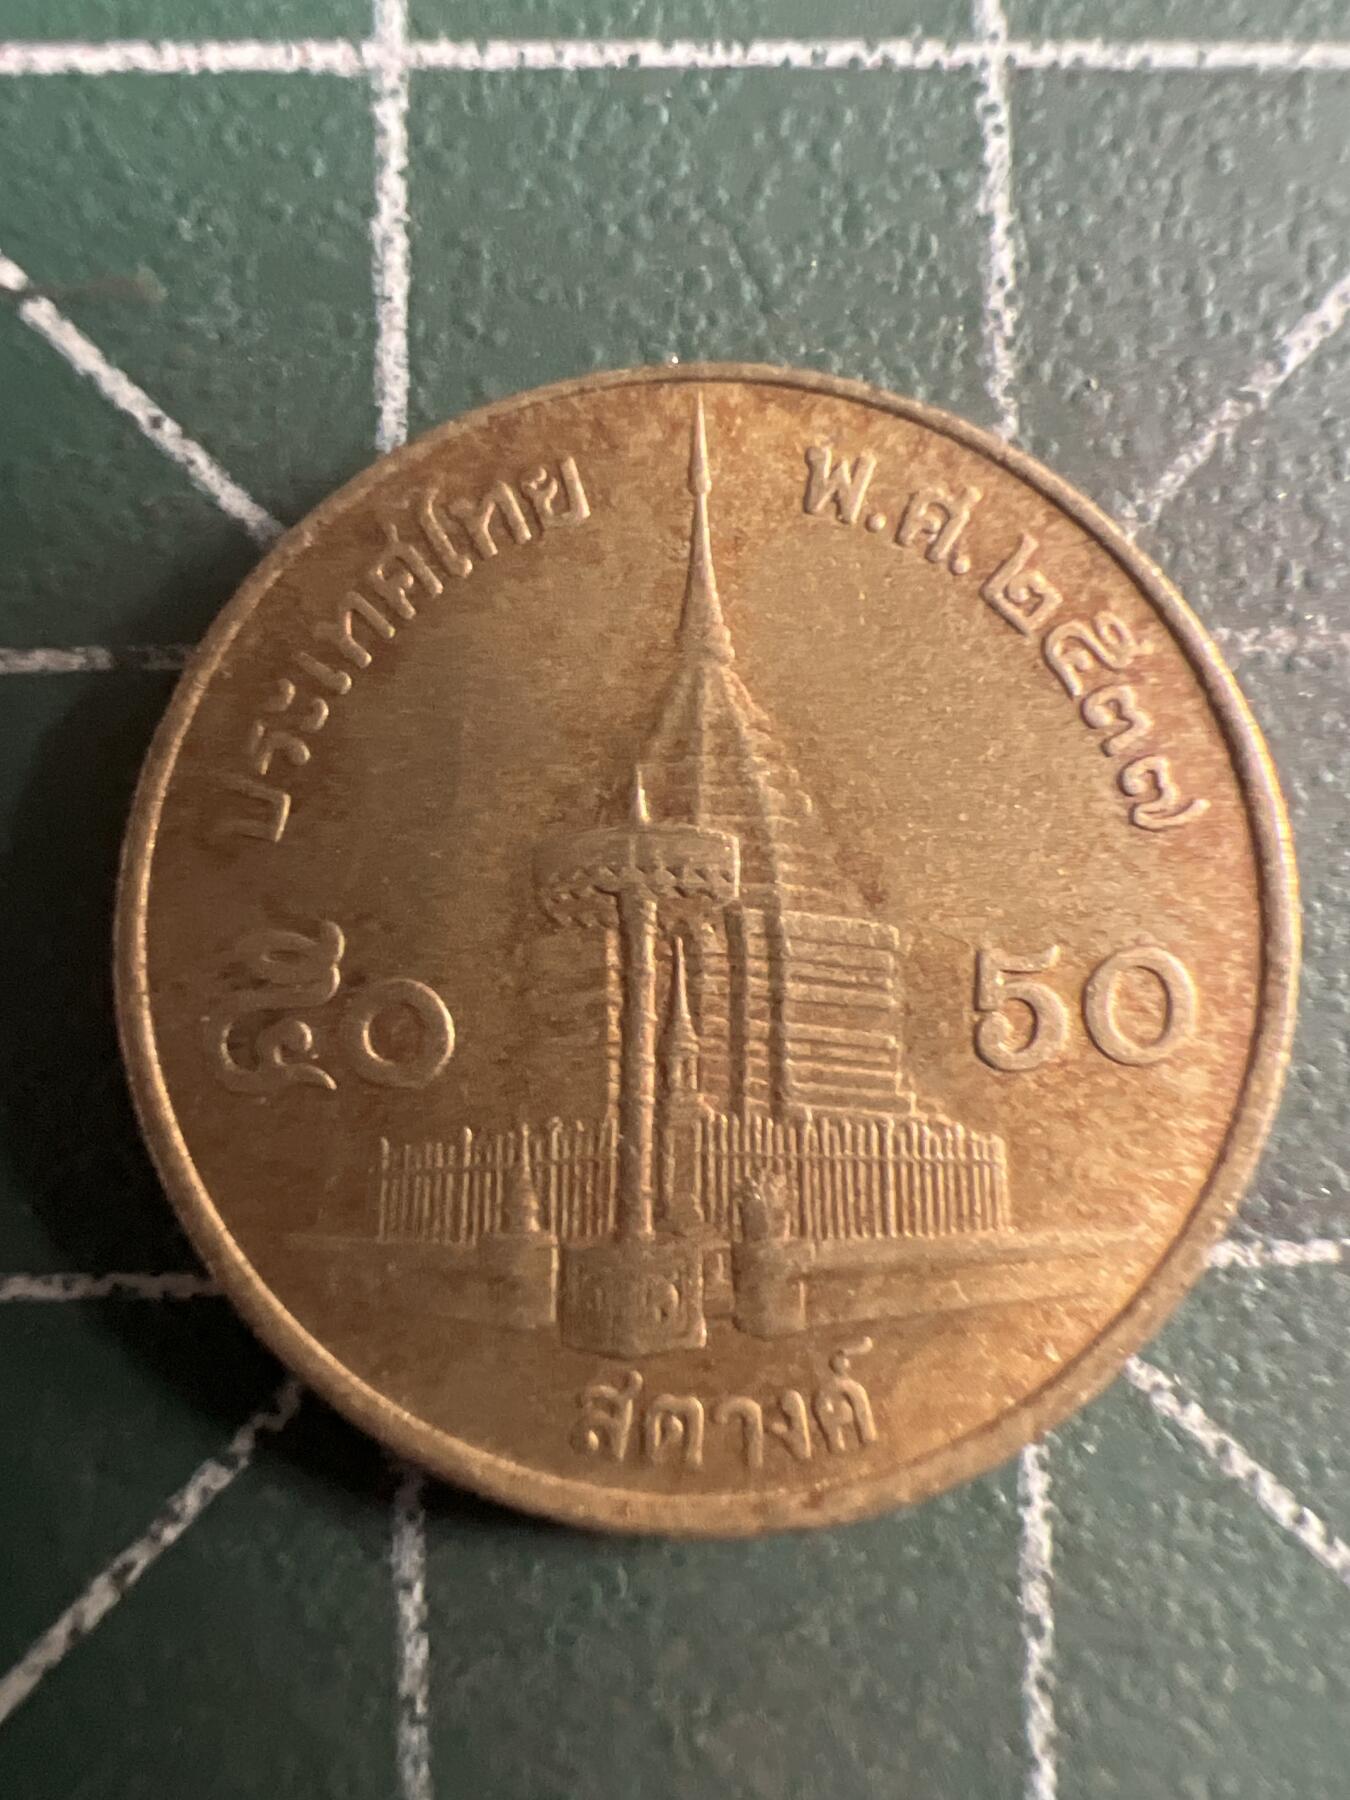 ประเทศไทย
พ.ศ. ๒๕๓๗
๕๐
50
สตางค์